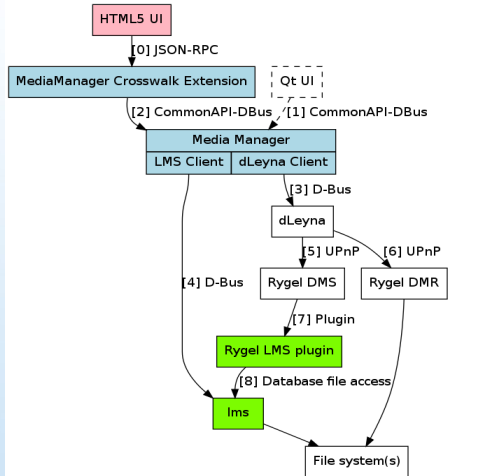 HTML5 UI
[0] JSON-RPC
MediaManager Crosswalk Extension
Qt UI
[2] CommonAPI-DBus
[1] CommonAPI-DBus
Media Manager
LMS Client
dLeyna Client
[3] D-Bus
dLeyna
[5] UPnP
[6] UPnP
[4] D-Bus
Rygel DMS
Rygel DMR
[7] Plugin
Rygel LMS plugin
[8] Database file access
lms
File system(s)